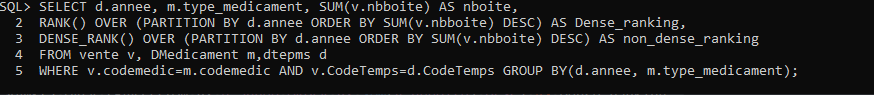 SQL> SELECT d.annee, m.type_medicament, SUM(v.nbboite) AS nboite,
2 RANK() OVER (PARTITION BY d.annee ORDER BY SUM(v.nbboite) DESC) AS Dense_ranking,
3 DENSE_RANK() OVER (PARTITION BY d.annee ORDER BY SUM(v.nbboite) DESC) AS non_dense_ranking
4 FROM vente v, DMedicament m,dtepms d
5 WHERE v.codemedic=m.codemedic AND v.CodeTemps=d.CodeTemps GROUP BY(d.annee, m.type_medicament);